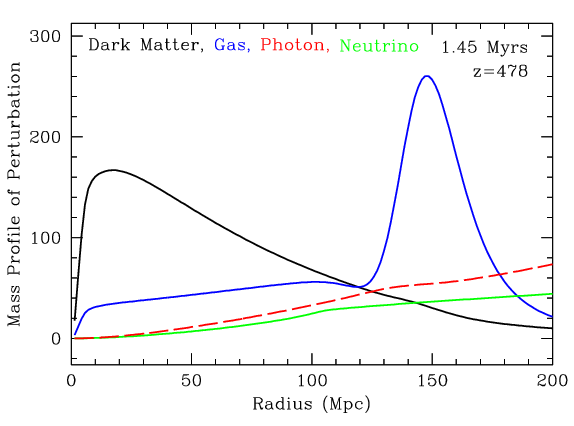 300
200
100
0
Mass Profile of Perturbation
Dark Matter, Gas, Photon, Neutrino
1.45 Myrs
z=478
0 50 100 150 200
Radius (Mpc)